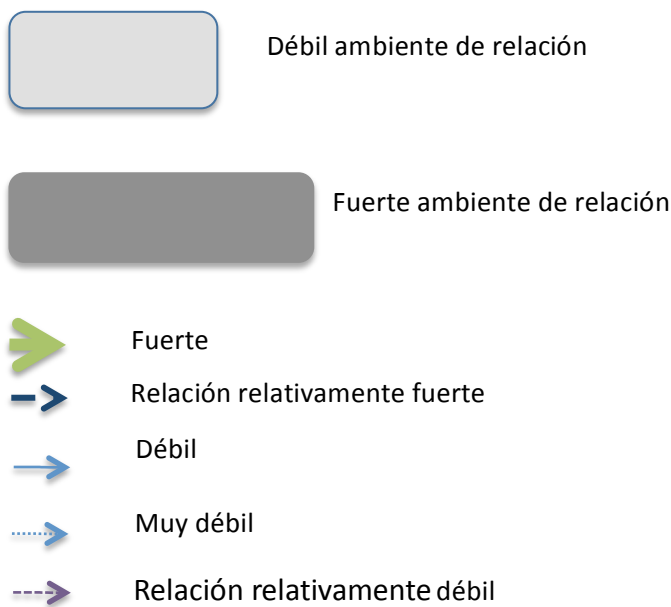 Débil ambiente de relación
Fuerte ambiente de relación
Fuerte
Relación relativamente fuerte
Débil
Muy débil
Relación relativamente débil